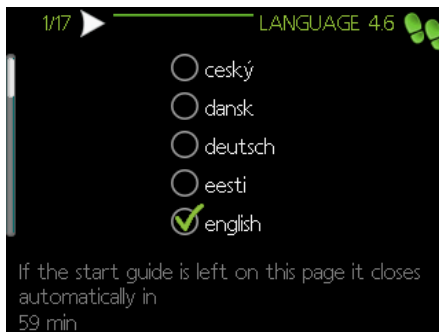 1/17 LANGUAGE 4.6
ceský
dansk
deutsch
eesti
english
If the start guide is left on this page it closes
automatically in
59 min